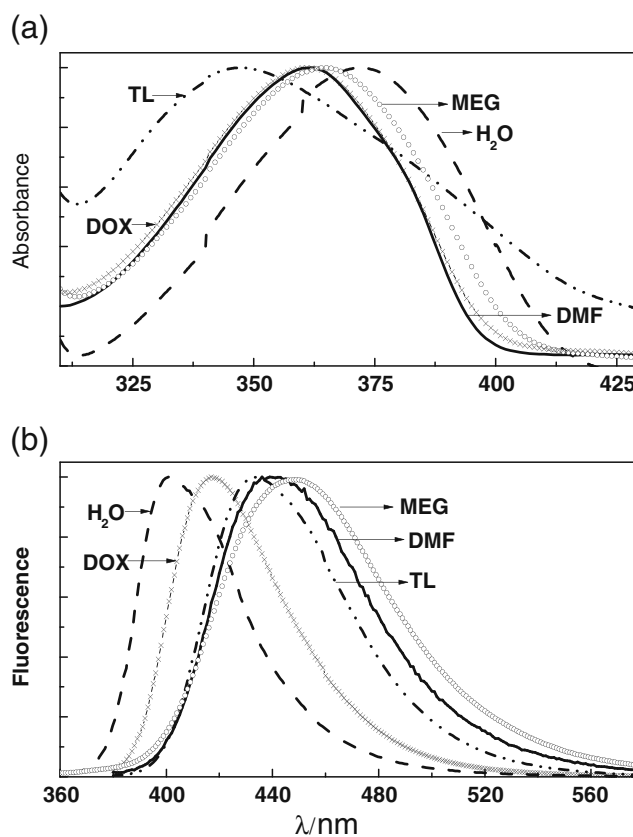 (a)
Absorbance
TL
MEG
H₂O
DOX
DMF
325 350 375 400 425
(b)
Fluorescence
H₂O
MEG
DMF
DOX
TL
360 400 440 480 520 560
λ/nm